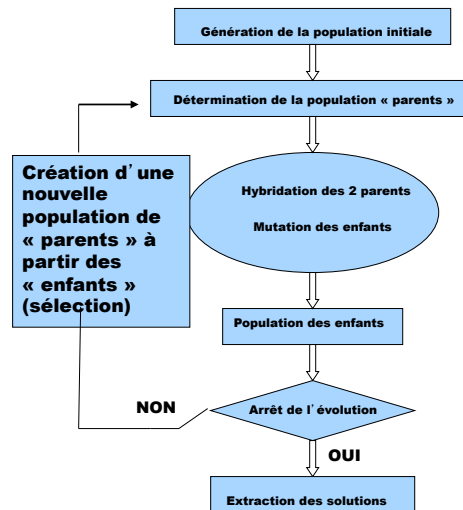 Génération de la population initiale
Détermination de la population « parents »
Création d'une
nouvelle
population de
« parents » à
partir des
« enfants »
(sélection)
Hybridation des 2 parents
Mutation des enfants
Population des enfants
NON
Arrêt de l'évolution
OUI
Extraction des solutions